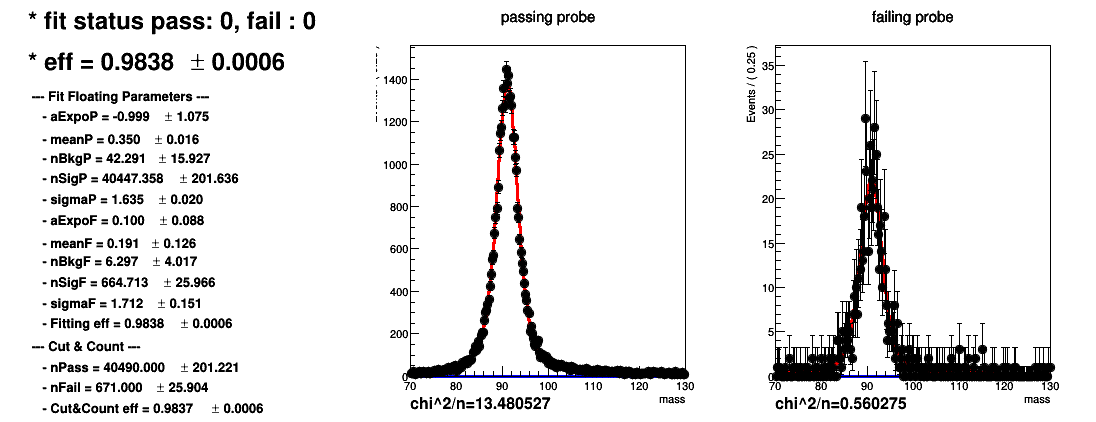 * fit status pass: 0, fail : 0
* eff = 0.9838 ± 0.0006
--- Fit Floating Parameters ---
- aExpoP = -0.999 ± 1.075
- meanP = 0.350 ± 0.016
- nBkgP = 42.291 ± 15.927
- nSigP = 40447.358 ± 201.636
- sigmaP = 1.635 ± 0.020
- aExpoF = 0.100 ± 0.088
- meanF = 0.191 ± 0.126
- nBkgF = 6.297 ± 4.017
- nSigF = 664.713 ± 25.966
- sigmaF = 1.712 ± 0.151
- Fitting eff = 0.9838 ± 0.0006
--- Cut & Count ---
- nPass = 40490.000 ± 201.221
- nFail = 671.000 ± 25.904
- Cut&Count eff = 0.9837 ± 0.0006
passing probe
1400
1200
1000
800
600
400
200
0
70 80 90 100 110 120 130
mass
chi^2/n=13.480527
failing probe
Events / ( 0.25 )
35
30
25
20
15
10
5
0
70 80 90 100 110 120 130
mass
chi^2/n=0.560275